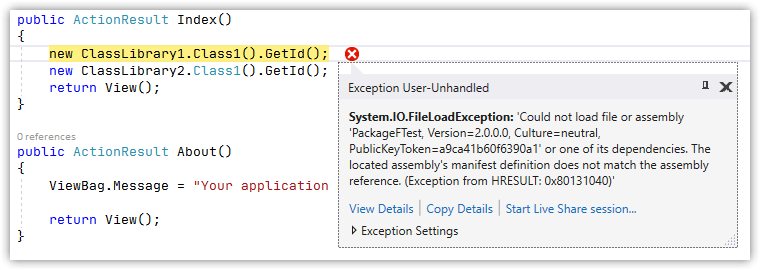 public ActionResult Index()
{
new ClassLibrary1.Class1().GetId();
new ClassLibrary2.Class1().GetId();
return View();
}
Exception User-Unhandled
System.IO.FileLoadException: 'Could not load file or assembly
'PackageFTest, Version=2.0.0.0, Culture=neutral,
PublicKeyToken=a9ca41b60f6390a1' or one of its dependencies. The
located assembly's manifest definition does not match the assembly
reference. (Exception from HRESULT: 0x80131040)'
View Details | Copy Details | Start Live Share session...
Exception Settings
0 references
public ActionResult About()
{
ViewBag.Message = "Your application
return View();
}